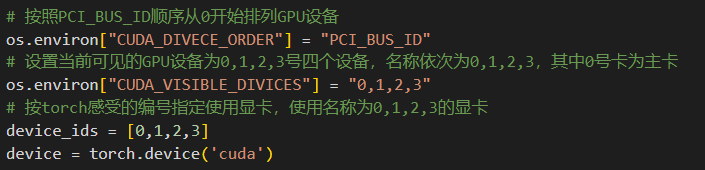 # 按照PCI_BUS_ID顺序从0开始排列GPU设备
os.environ["CUDA_DIVECE_ORDER"] = "PCI_BUS_ID"
# 设置当前可见的GPU设备为0,1,2,3号四个设备，名称依次为0,1,2,3，其中0号卡为主卡
os.environ["CUDA_VISIBLE_DIVICES"] = "0,1,2,3"
# 按torch感受的编号指定使用显卡，使用名称为0,1,2,3的显卡
device_ids = [0,1,2,3]
device = torch.device('cuda')